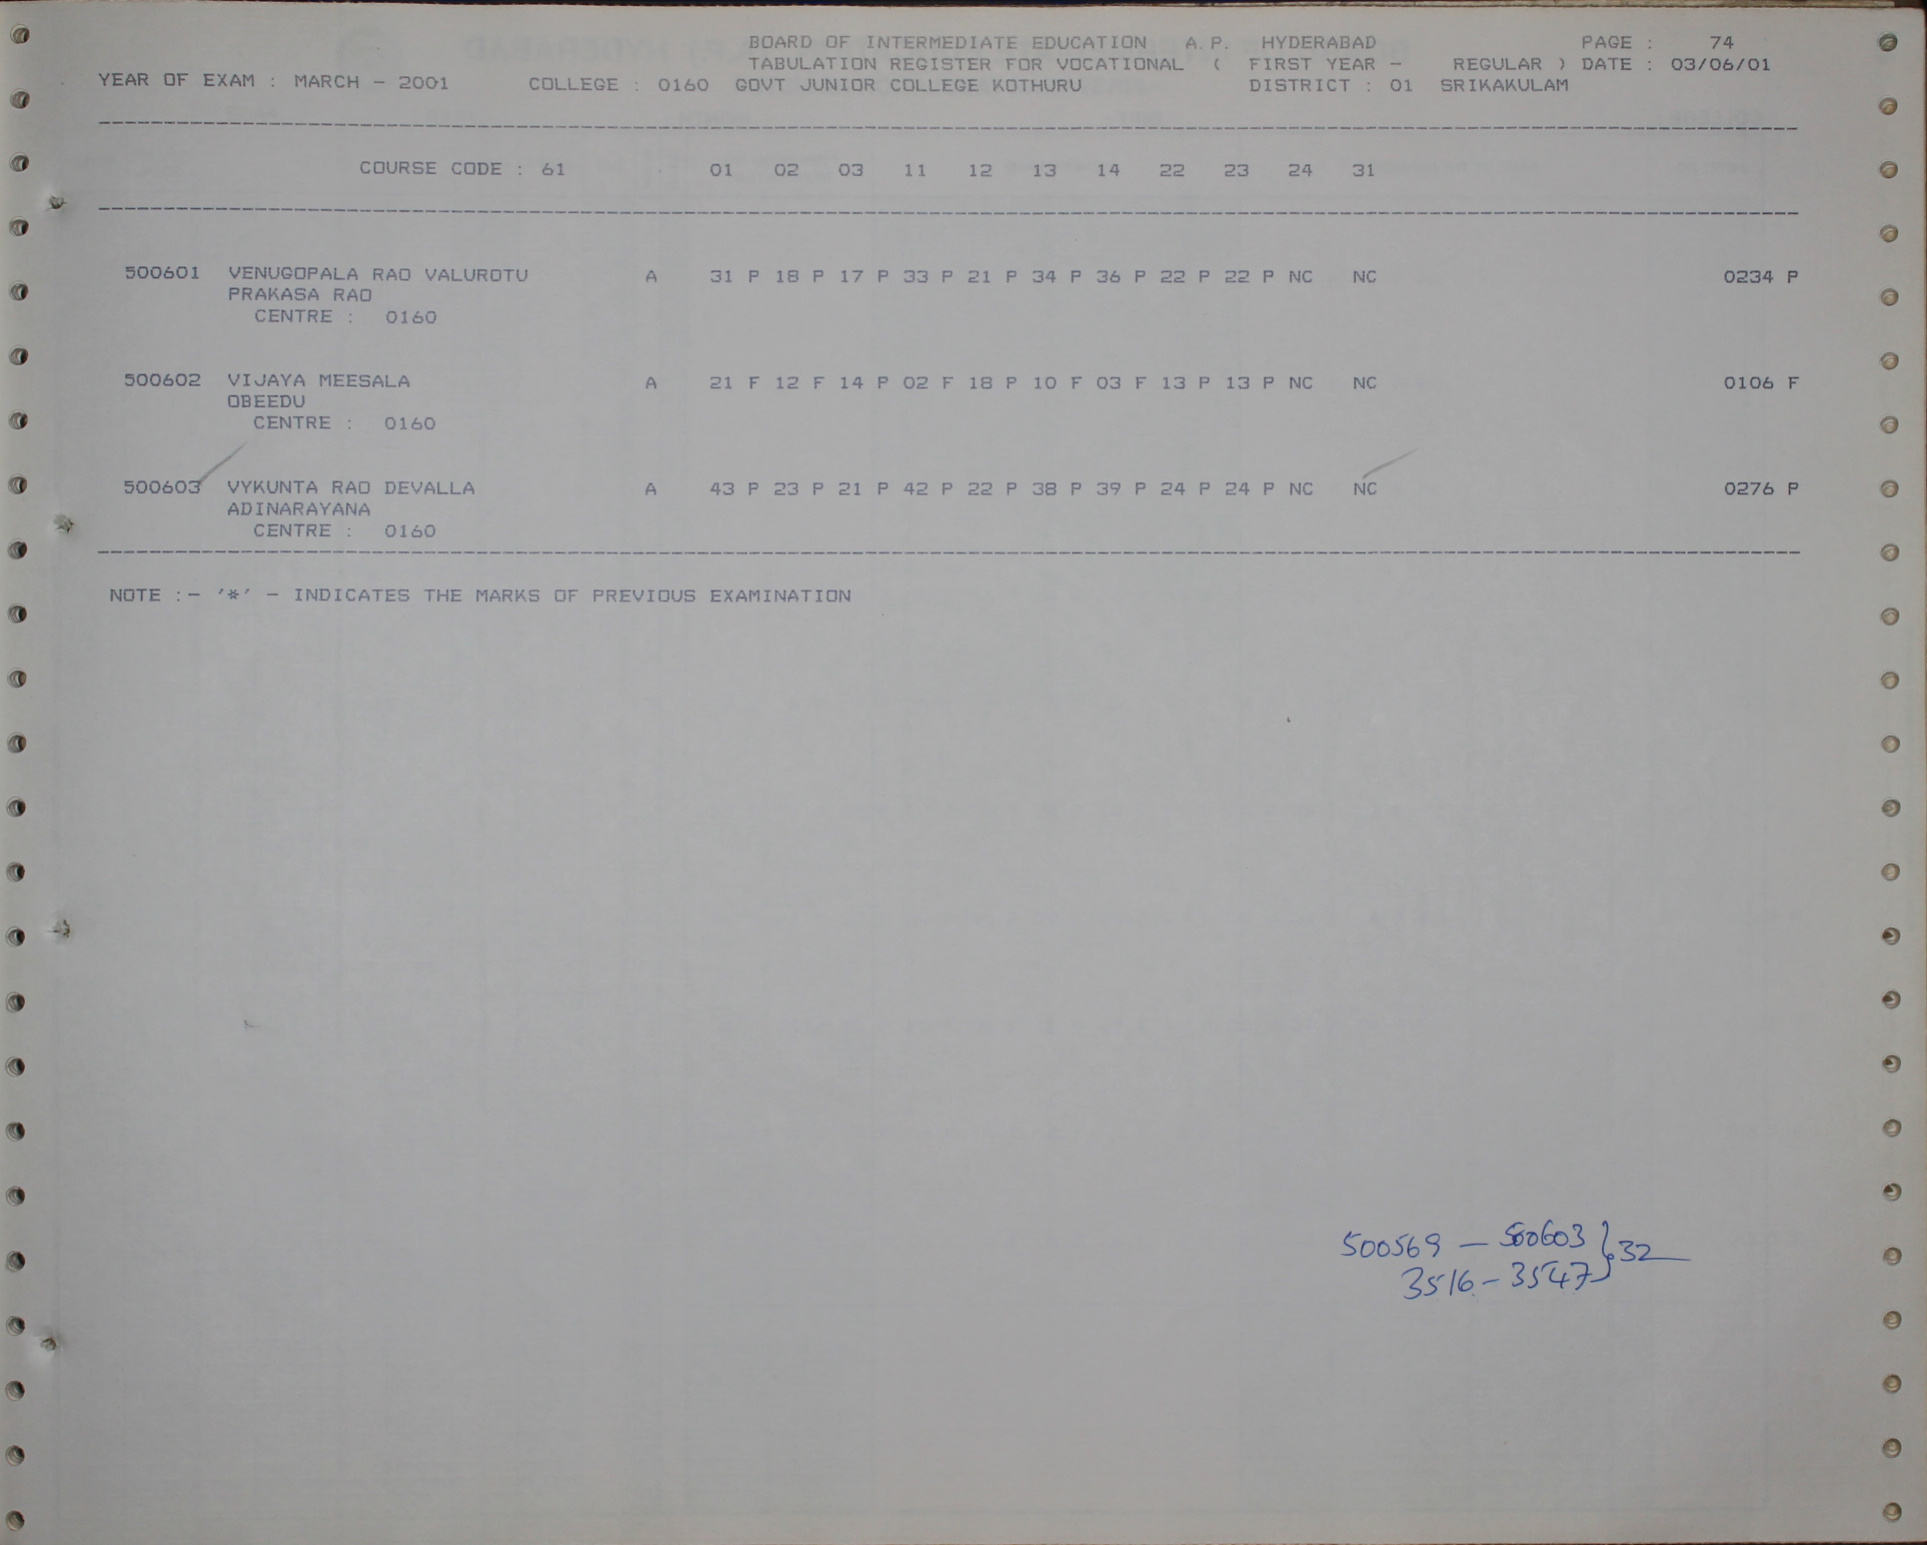 BOARD OF INTERMEDIATE EDUCATION A.P. HYDERABAD PAGE : 74
TABULATION REGISTER FOR VOCATIONAL ( FIRST YEAR - REGULAR ) DATE : 03/06/01
YEAR OF EXAM : MARCH - 2001 COLLEGE : 0160 GOVT JUNIOR COLLEGE KOTHURU DISTRICT : 01 SRIKAKULAM
COURSE CODE : 61 01 02 03 11 12 13 14 22 23 24 31
500601 VENUGOPALA RAO VALUROTU A 31 P 18 P 17 P 33 P 21 P 34 P 36 P 22 P 22 P NC NC 0234 P
PRAKASA RAO
CENTRE : 0160
500602 VIJAYA MEESALA A 21 F 12 F 14 P 02 F 18 P 10 F 03 F 13 P 13 P NC NC 0106 F
OBEEDU
CENTRE : 0160
500603 VYKUNTA RAO DEVALLA A 43 P 23 P 21 P 42 P 22 P 38 P 39 P 24 P 24 P NC NC 0276 P
ADINARAYANA
CENTRE : 0160
NOTE :- '*' - INDICATES THE MARKS OF PREVIOUS EXAMINATION
500569 - 500603 } 32
3516 - 3547